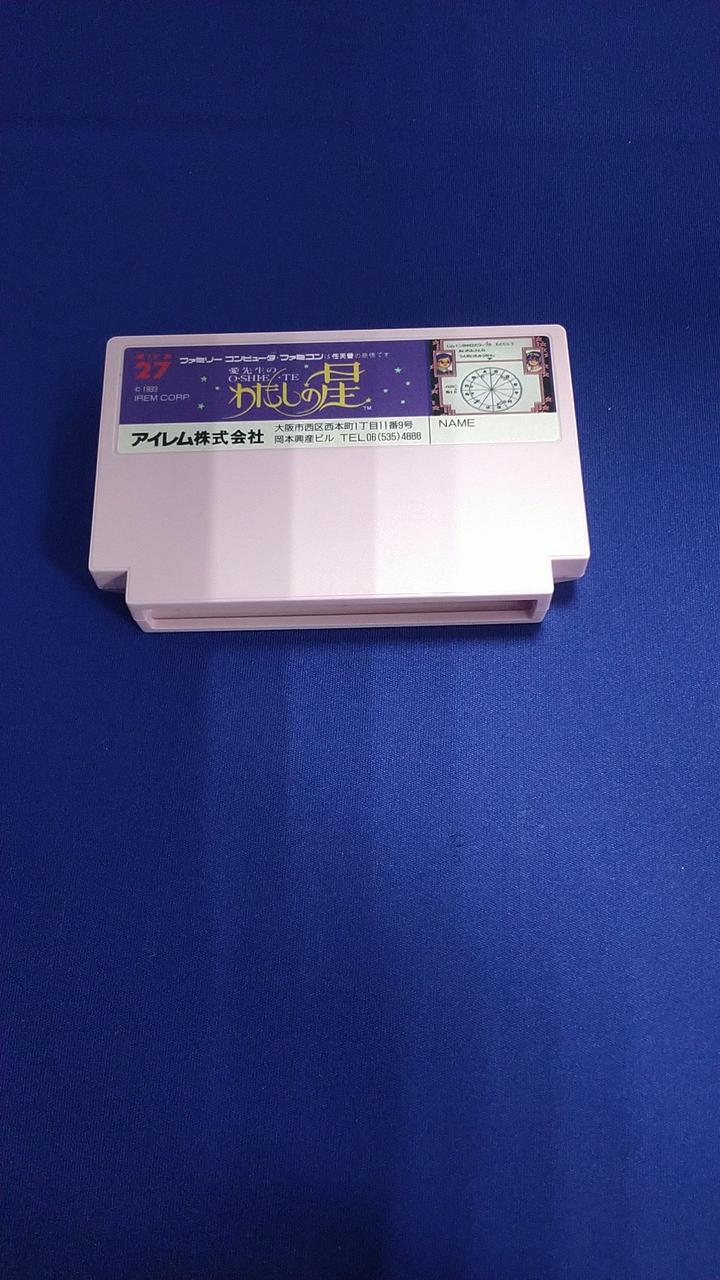 27
ファミリー コンピュータ・ファミコンは任天堂の商標です
© 1993
IREM CORP.
愛先生の
O・SHI・E・TE
わたしの星
TM
アイレム株式会社
大阪市西区西本町1丁目11番9号
岡本興産ビル TEL 06(535)4888
NAME